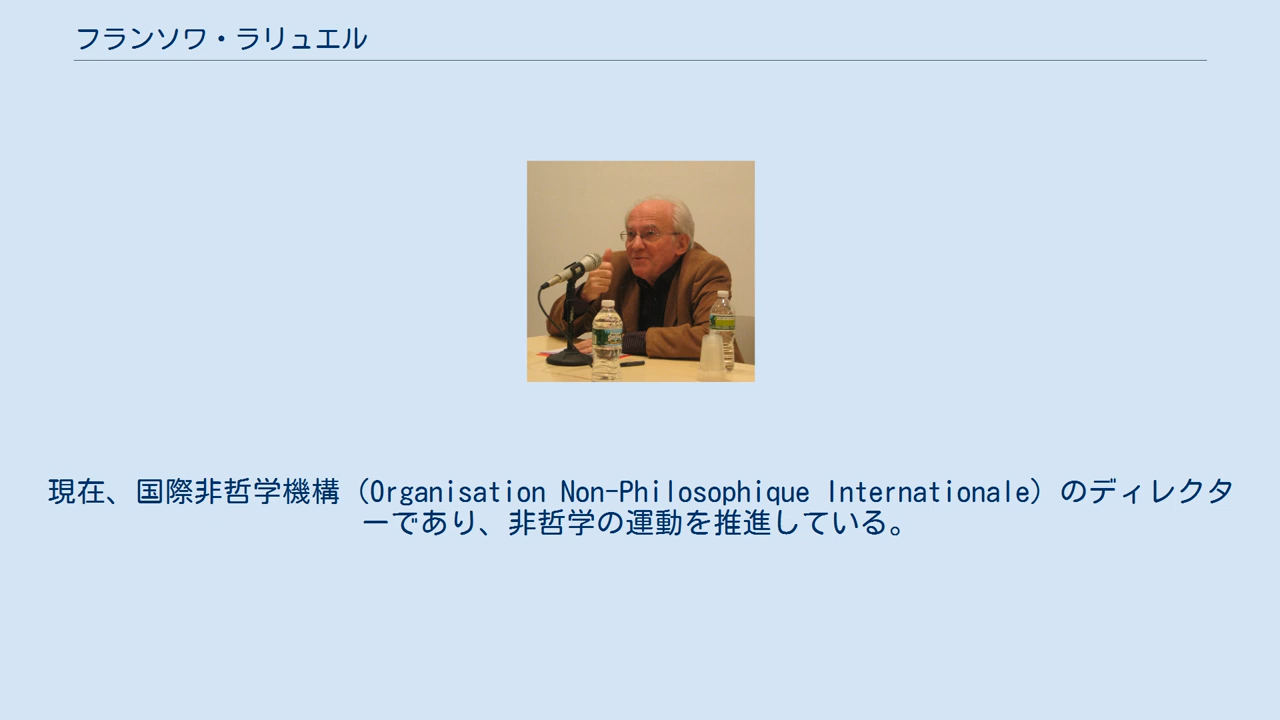 フランソワ・ラリュエル
現在、国際非哲学機構（Organisation Non-Philosophique Internationale）のディレクタ
ーであり、非哲学の運動を推進している。